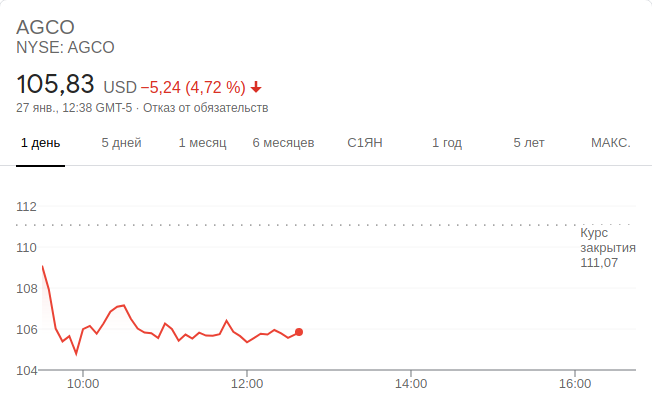 AGCO
NYSE: AGCO
105,83 USD −5,24 (4,72 %)
27 янв., 12:38 GMT-5 · Отказ от обязательств
1 день 5 дней 1 месяц 6 месяцев С1ЯН 1 год 5 лет МАКС.
112
Курс
закрытия
111,07
110
108
106
104
10:00 12:00 14:00 16:00